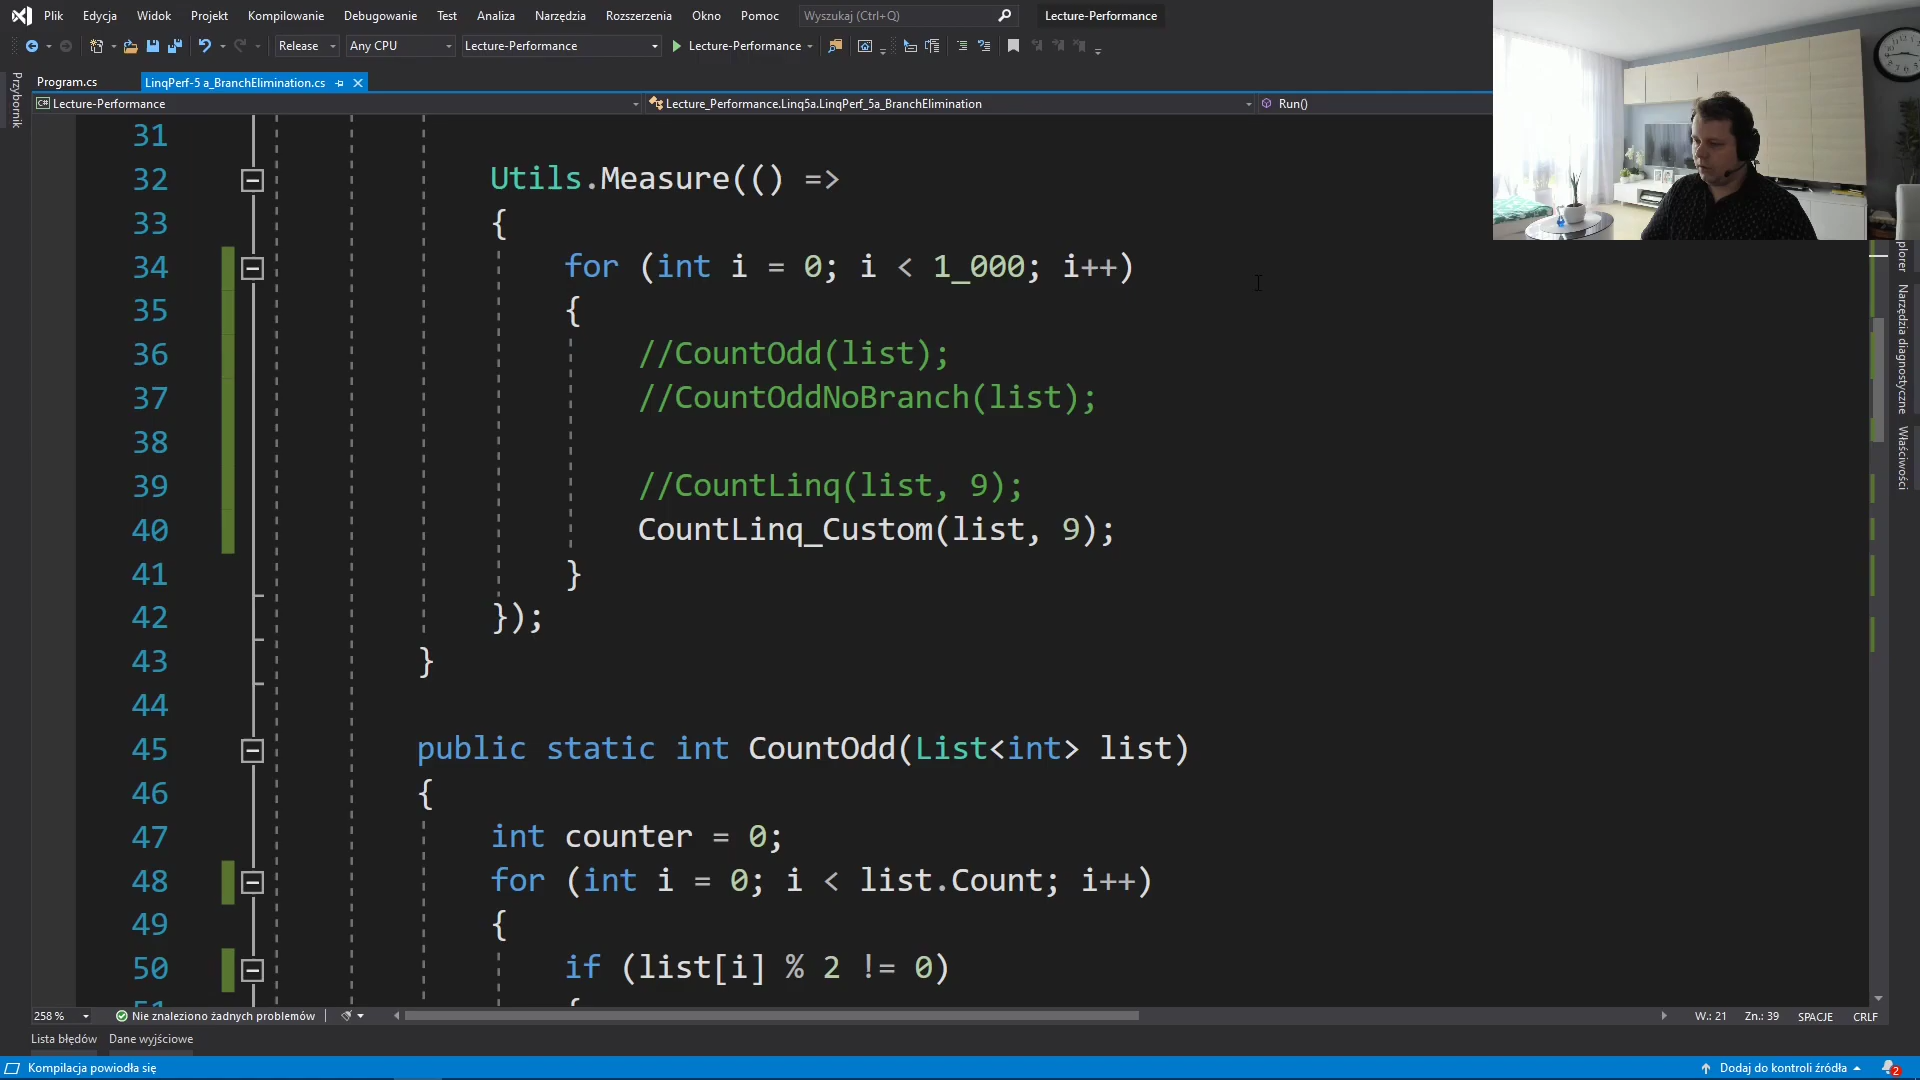 Plik Edycja Widok Projekt Kompilowanie Debugowanie Test Analiza Narzędzia Rozszerzenia Okno Pomoc Wyszukaj (Ctrl+Q) Lecture-Performance
Release Any CPU Lecture-Performance Lecture-Performance
Przybornik
Program.cs LinqPerf-5 a_BranchElimination.cs
C# Lecture-Performance Lecture_Performance.Linq5a.LinqPerf_5a_BranchElimination Run()
31
32 Utils.Measure(() =>
33 {
34 for (int i = 0; i < 1_000; i++)
35 {
36 //CountOdd(list);
37 //CountOddNoBranch(list);
38
39 //CountLinq(list, 9);
40 CountLinq_Custom(list, 9);
41 }
42 });
43 }
44
45 public static int CountOdd(List<int> list)
46 {
47 int counter = 0;
48 for (int i = 0; i < list.Count; i++)
49 {
50 if (list[i] % 2 != 0)
51 {
plorer
Narzędzia diagnostyczne
Właściwości
258 % Nie znaleziono żadnych problemów W.: 21 Zn.: 39 SPACJE CRLF
Lista błędów Dane wyjściowe
Kompilacja powiodła się Dodaj do kontroli źródła 2